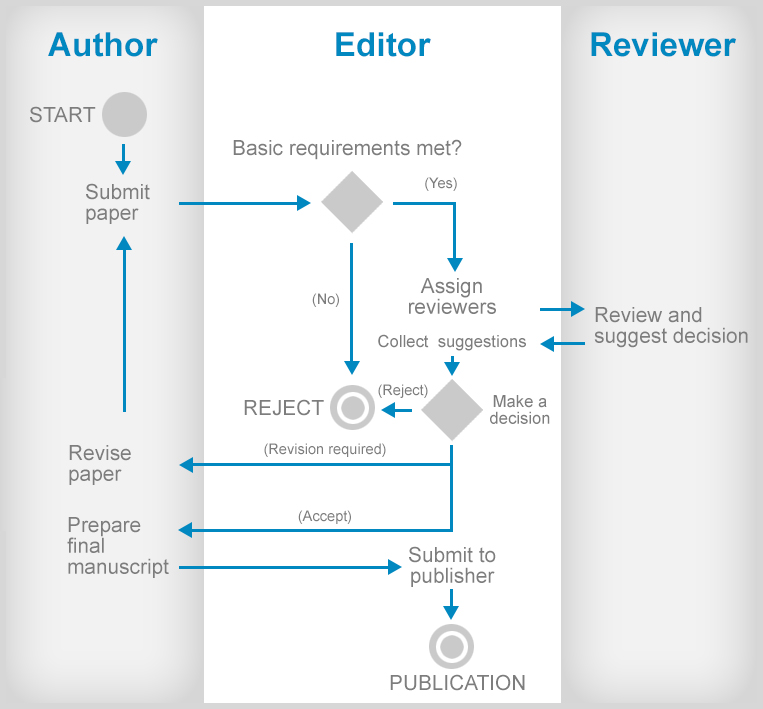 Author
Editor
Reviewer
START
Basic requirements met?
(Yes)
Submit
paper
Assign
reviewers
(No)
Review and
suggest decision
Collect suggestions
(Reject)
REJECT
Make a
decision
(Revision required)
Revise
paper
(Accept)
Prepare
final
manuscript
Submit to
publisher
PUBLICATION